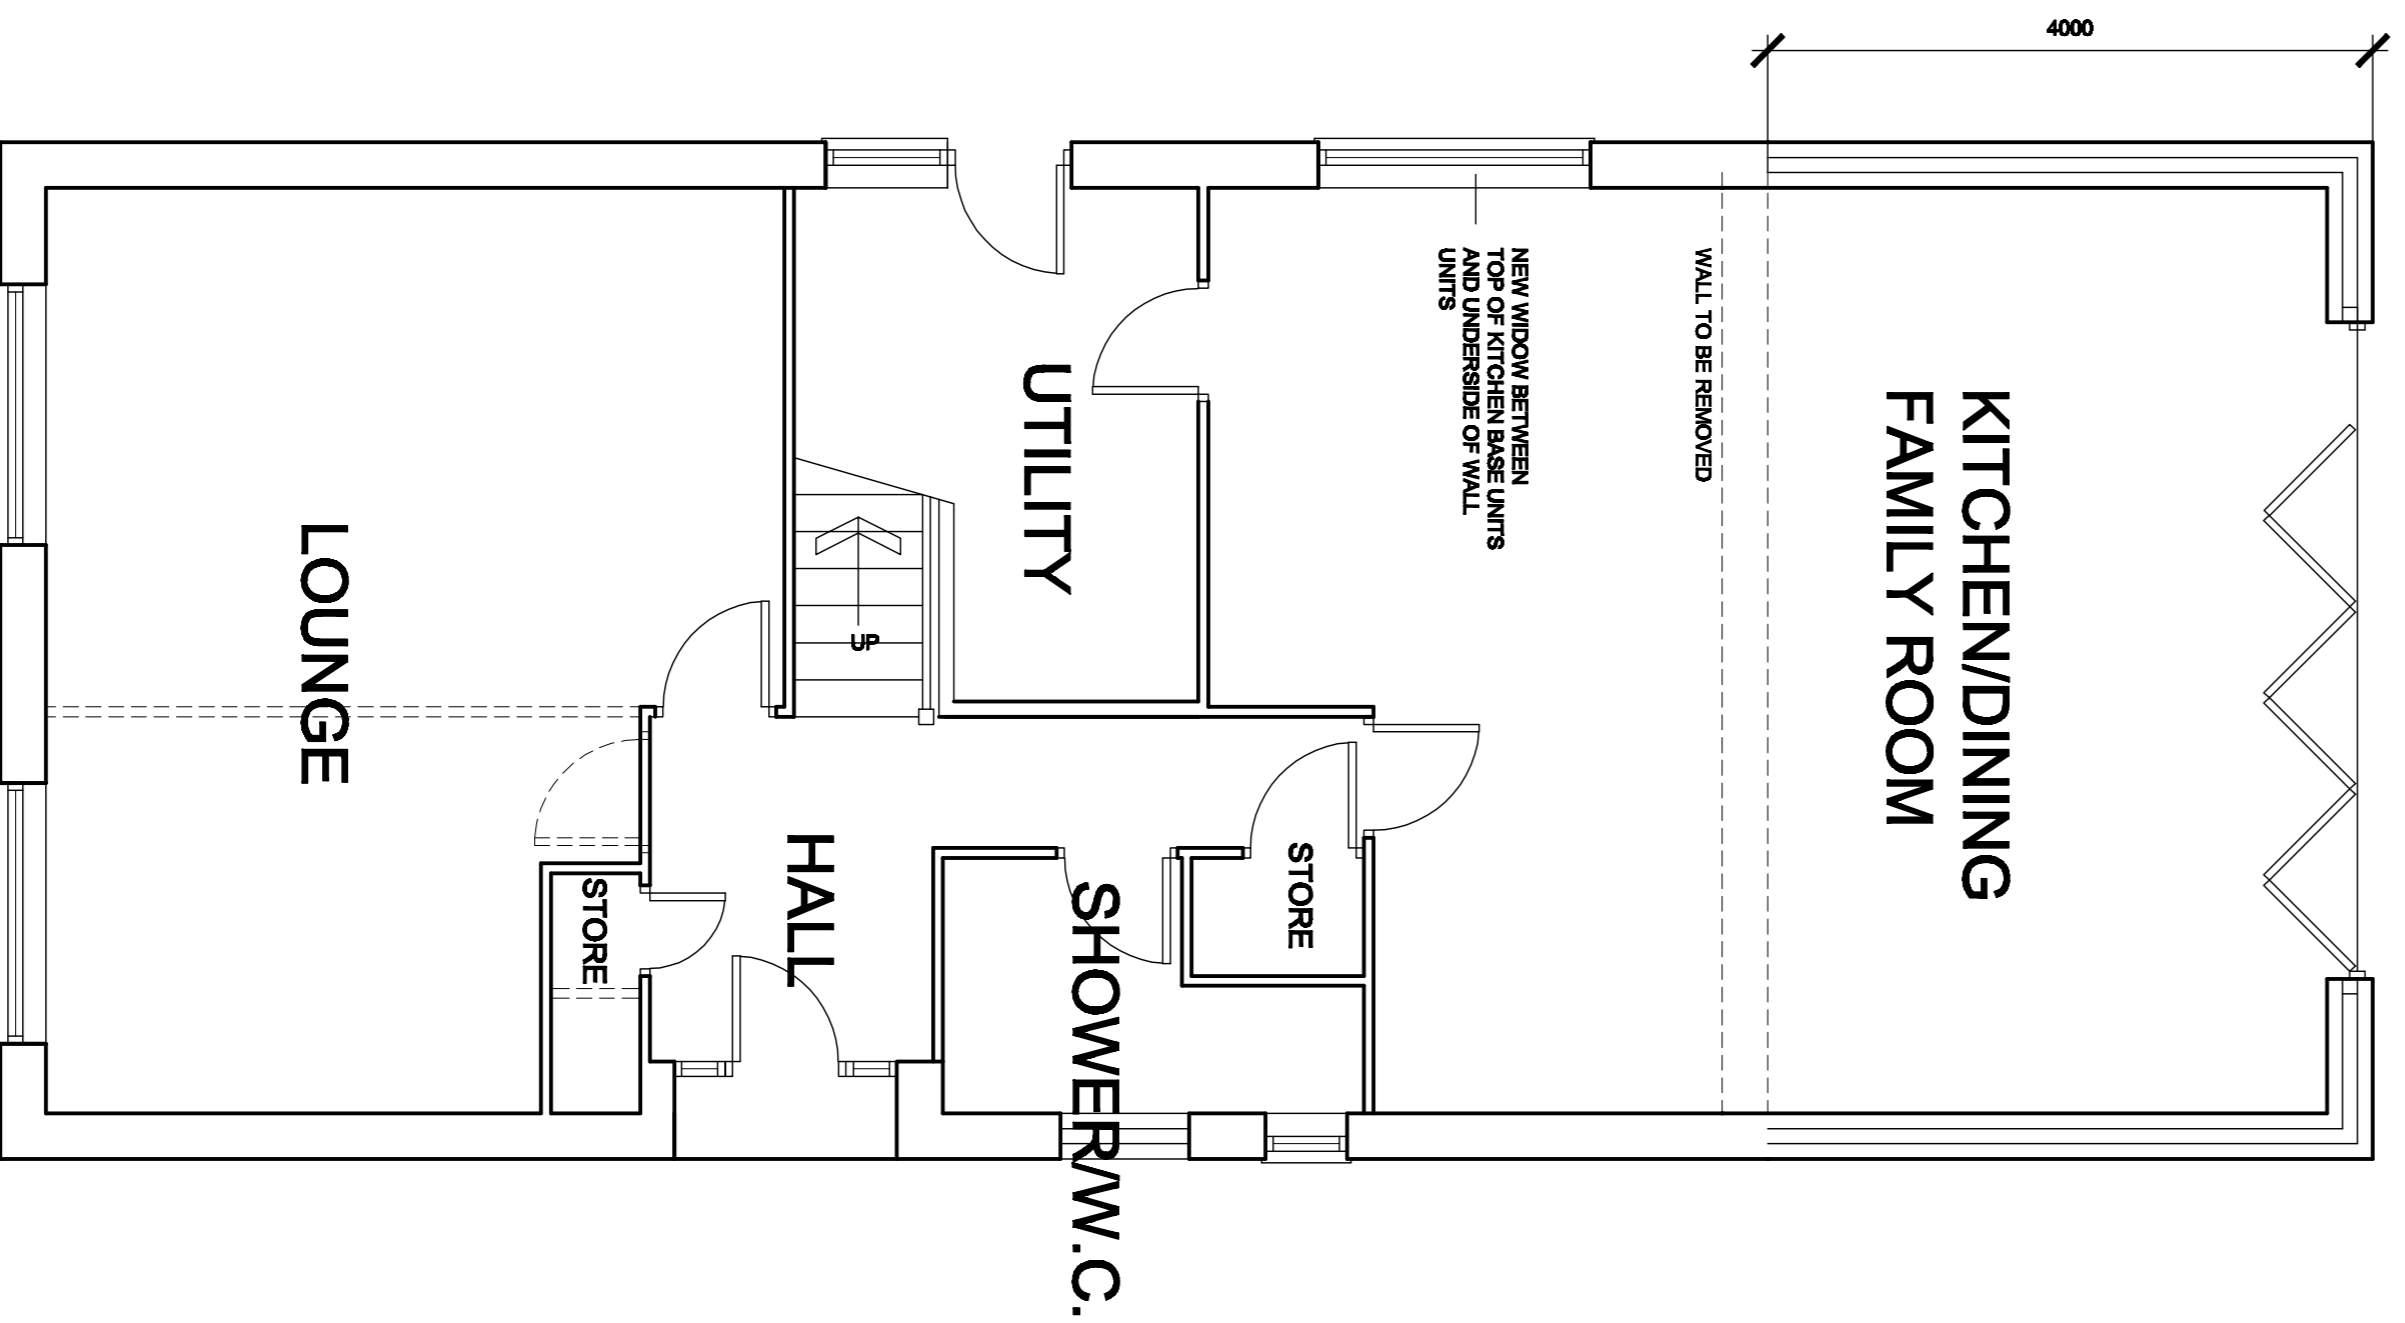 4000
KITCHEN/DINING
FAMILY ROOM
WALL TO BE REMOVED
NEW WIDOW BETWEEN
TOP OF KITCHEN BASE UNITS
AND UNDERSIDE OF WALL
UNITS
UTILITY
UP
LOUNGE
HALL
STORE
STORE
SHOWER/W.C.